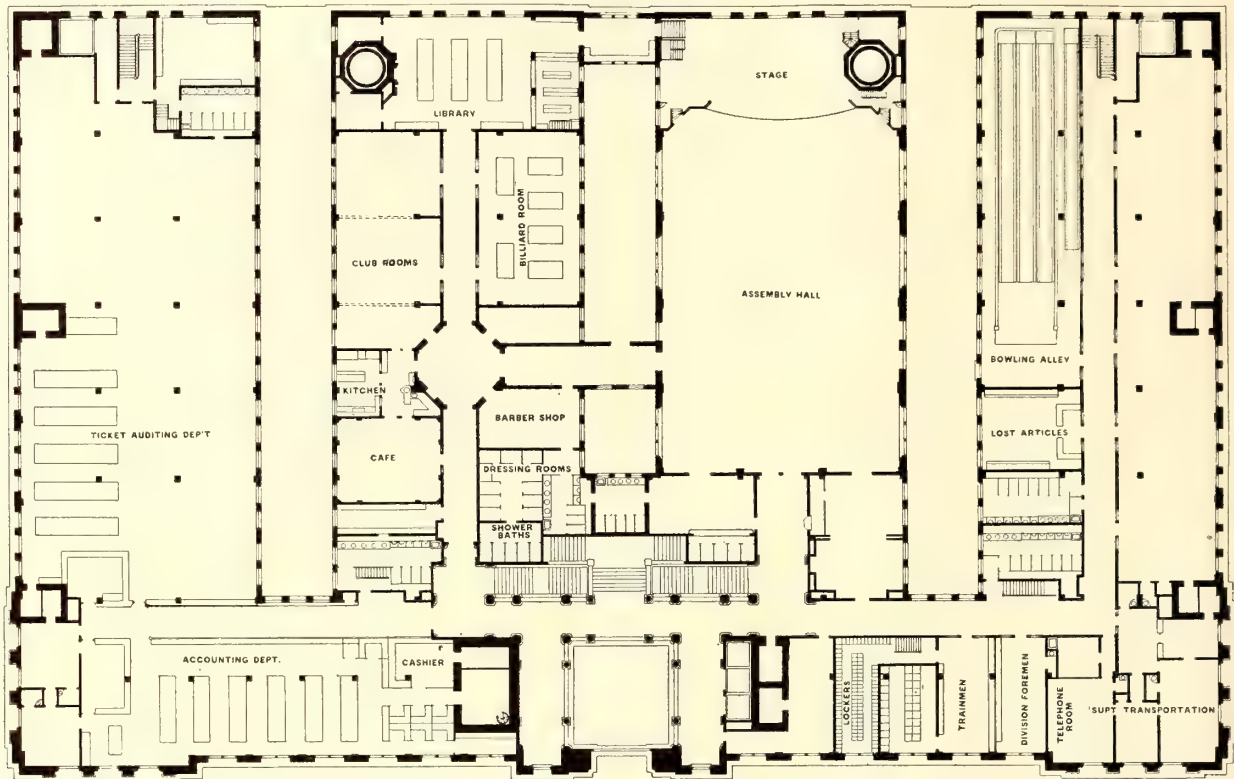 STAGE
LIBRARY
BILLIARD ROOM
CLUB ROOMS
ASSEMBLY HALL
BOWLING ALLEY
KITCHEN
BARBER SHOP
LOST ARTICLES
TICKET AUDITING DEP'T
CAFE
DRESSING ROOMS
SHOWER
BATHS
ACCOUNTING DEPT.
CASHIER
LOCKERS
TRAINMEN
DIVISION FOREMEN
TELEPHONE
ROOM
'SUPT TRANSPORTATION